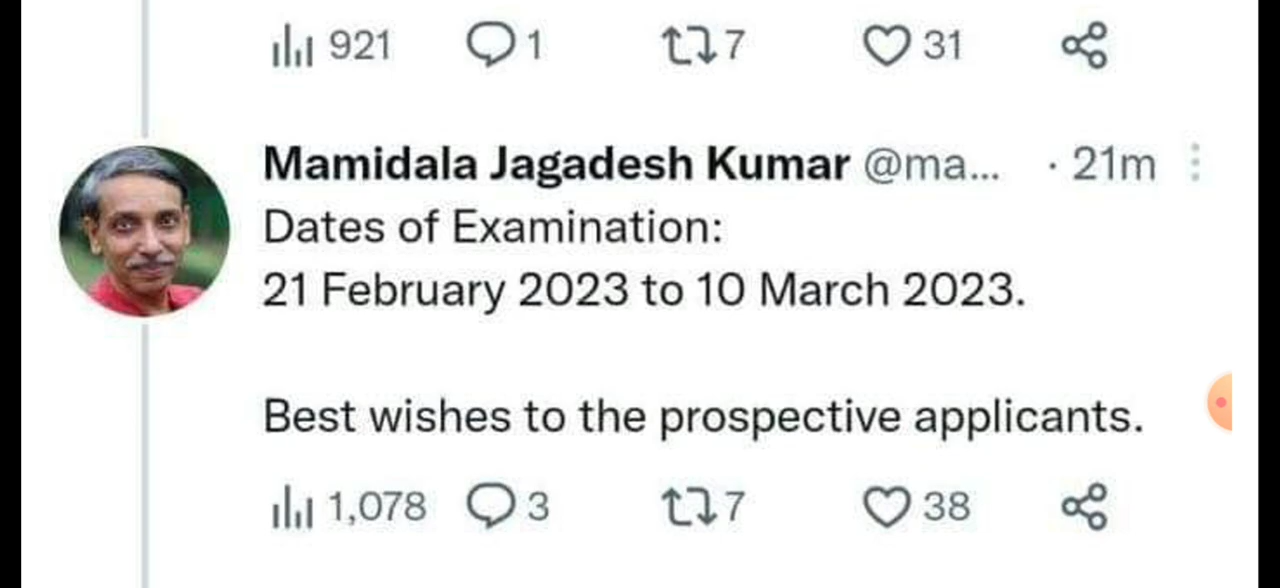 921 1 7 31
Mamidala Jagadesh Kumar @ma... · 21m
Dates of Examination:
21 February 2023 to 10 March 2023.
Best wishes to the prospective applicants.
1,078 3 7 38